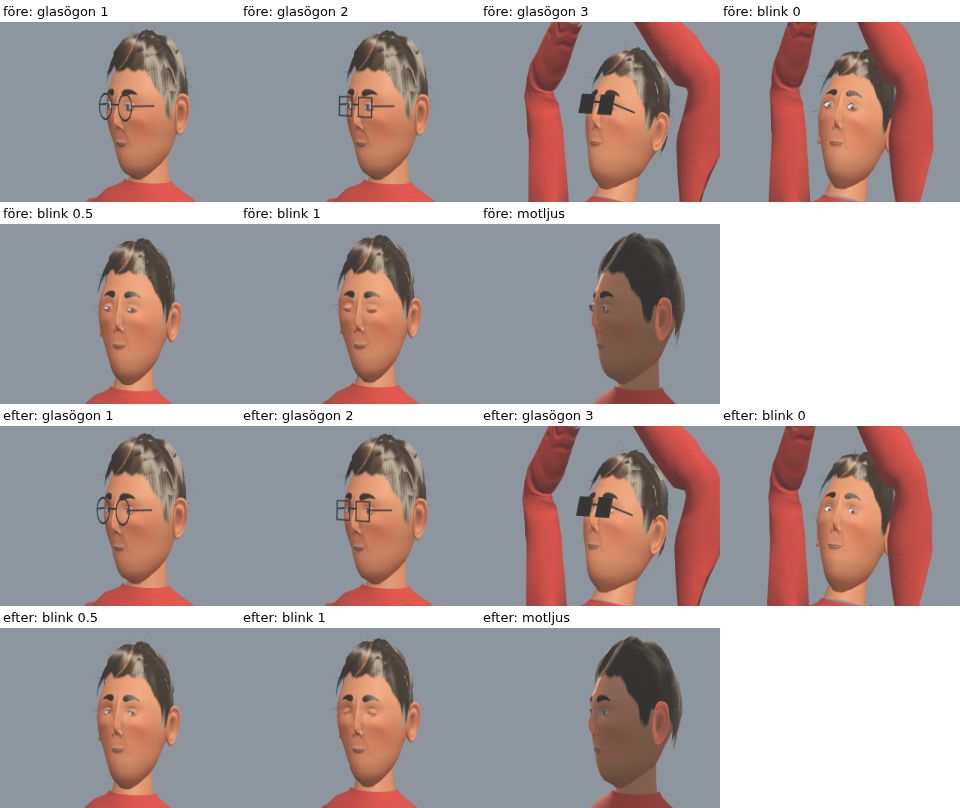 före: glasögon 1
före: glasögon 2
före: glasögon 3
före: blink 0
före: blink 0.5
före: blink 1
före: motljus
efter: glasögon 1
efter: glasögon 2
efter: glasögon 3
efter: blink 0
efter: blink 0.5
efter: blink 1
efter: motljus